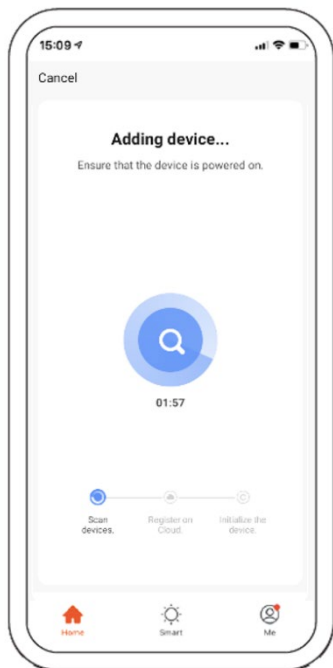 15:09
Cancel
Adding device...
Ensure that the device is powered on.
01:57
Scan
devices.
Register on
Cloud.
Initialize the
device.
Home
Smart
Me